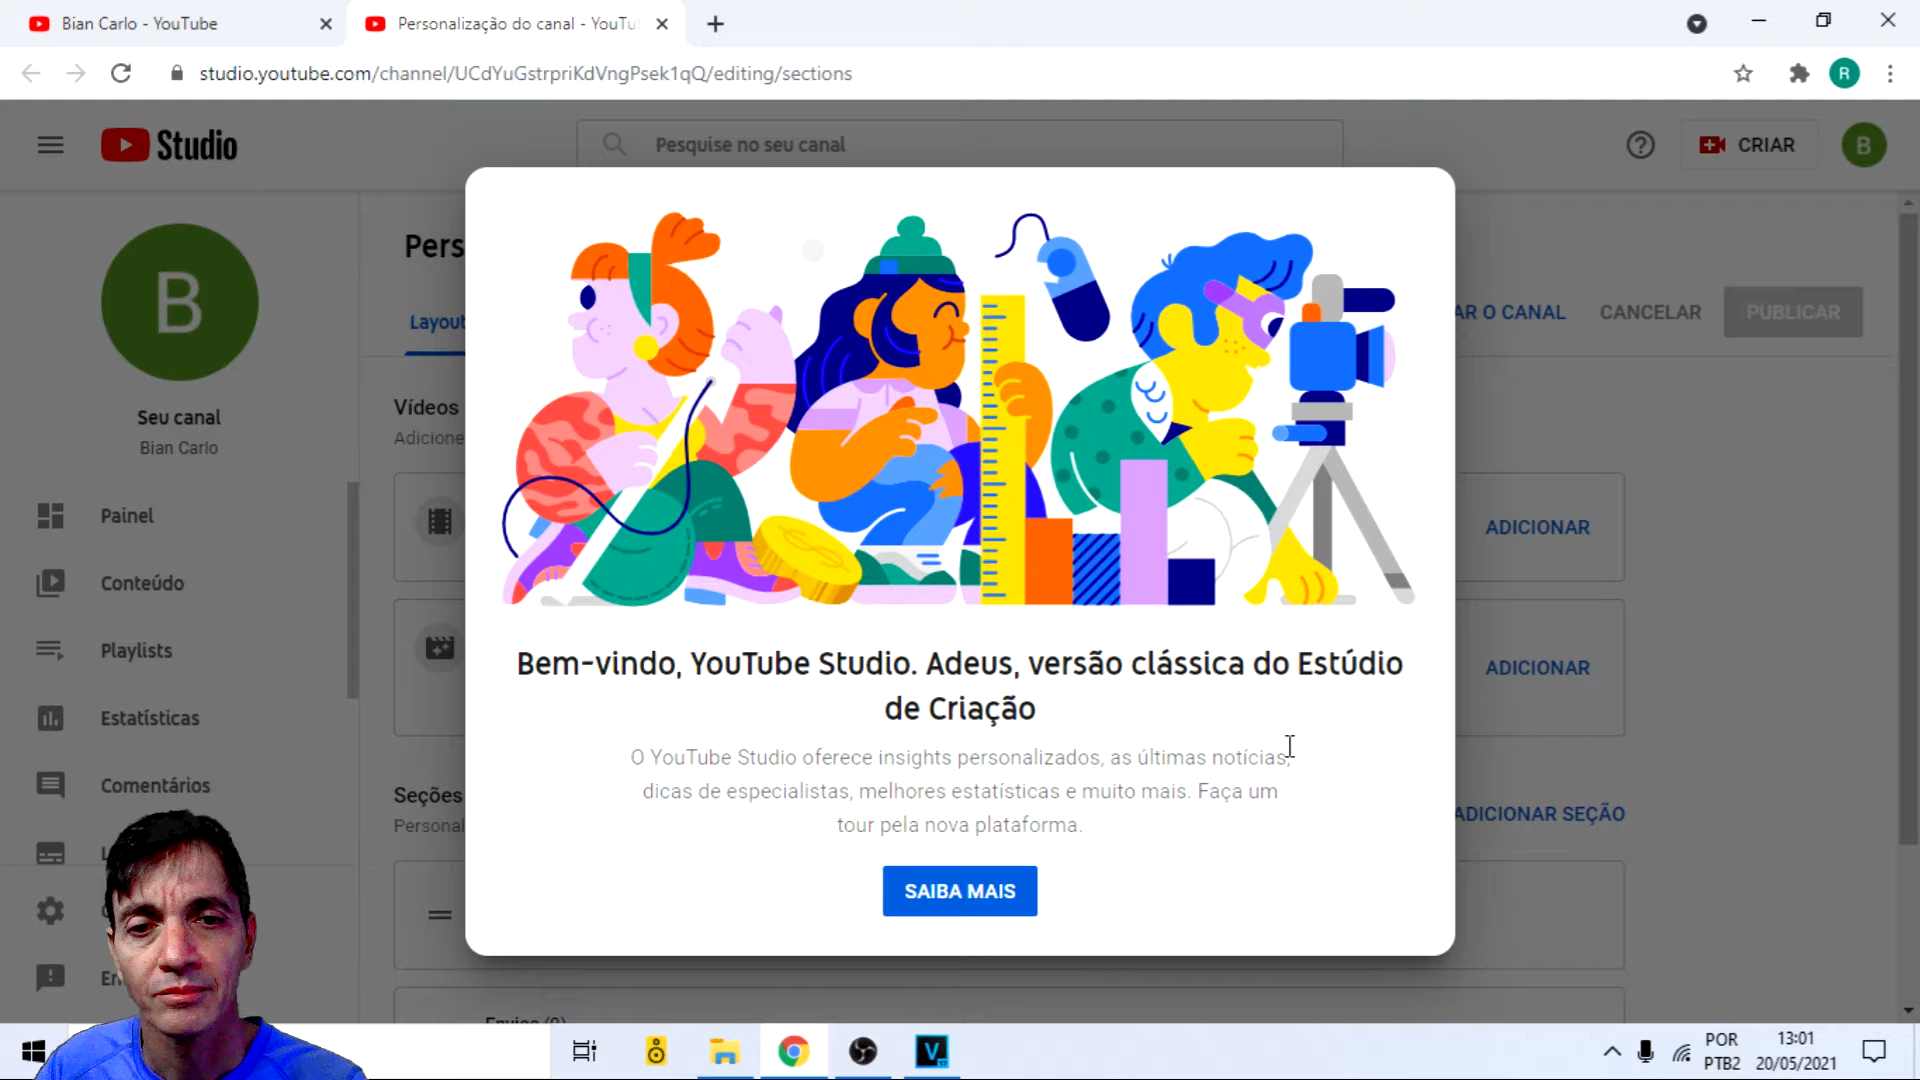 Bian Carlo - YouTube
Personalização do canal - YouTu
studio.youtube.com/channel/UCdYuGstrpriKdVngPsek1qQ/editing/sections
R
Studio
Pesquise no seu canal
CRIAR
B
B
Seu canal
Bian Carlo
Painel
Conteúdo
Playlists
Estatísticas
Comentários
Pers
Layout
AR O CANAL
CANCELAR
PUBLICAR
Vídeos
Adicione
ADICIONAR
ADICIONAR
Seções
Personal
ADICIONAR SEÇÃO
Bem-vindo, YouTube Studio. Adeus, versão clássica do Estúdio
de Criação
O YouTube Studio oferece insights personalizados, as últimas notícias,
dicas de especialistas, melhores estatísticas e muito mais. Faça um
tour pela nova plataforma.
SAIBA MAIS
V
POR
PTB2
13:01
20/05/2021